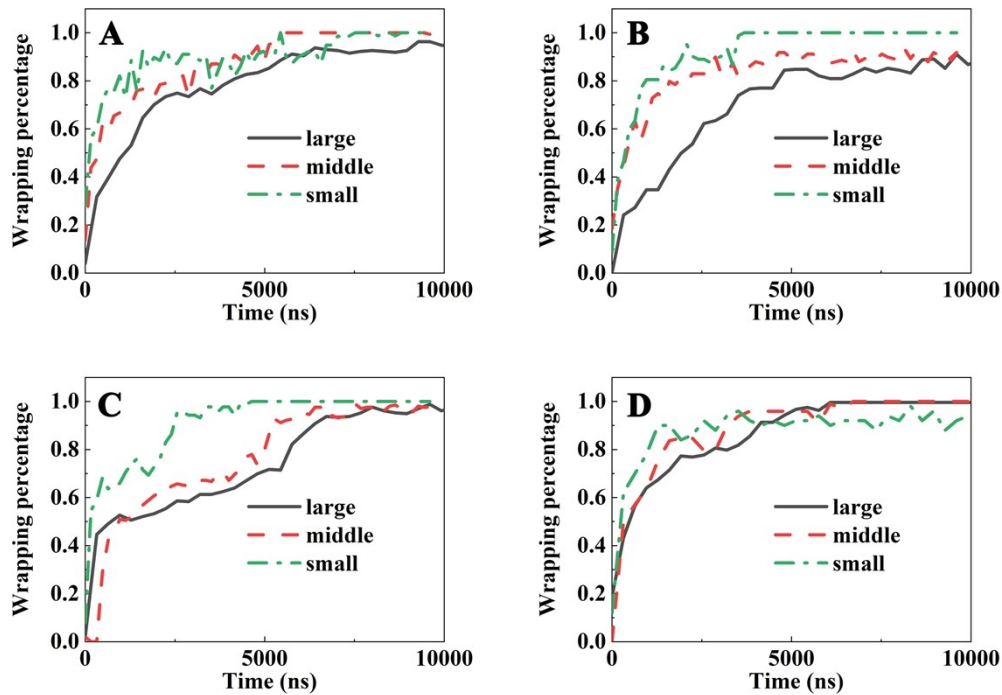 A
Wrapping percentage
1.0
0.8
0.6
0.4
0.2
0.0
large
middle
small
0 5000 10000
Time (ns)
B
Wrapping percentage
1.0
0.8
0.6
0.4
0.2
0.0
large
middle
small
0 5000 10000
Time (ns)
C
Wrapping percentage
1.0
0.8
0.6
0.4
0.2
0.0
large
middle
small
0 5000 10000
Time (ns)
D
Wrapping percentage
1.0
0.8
0.6
0.4
0.2
0.0
large
middle
small
0 5000 10000
Time (ns)